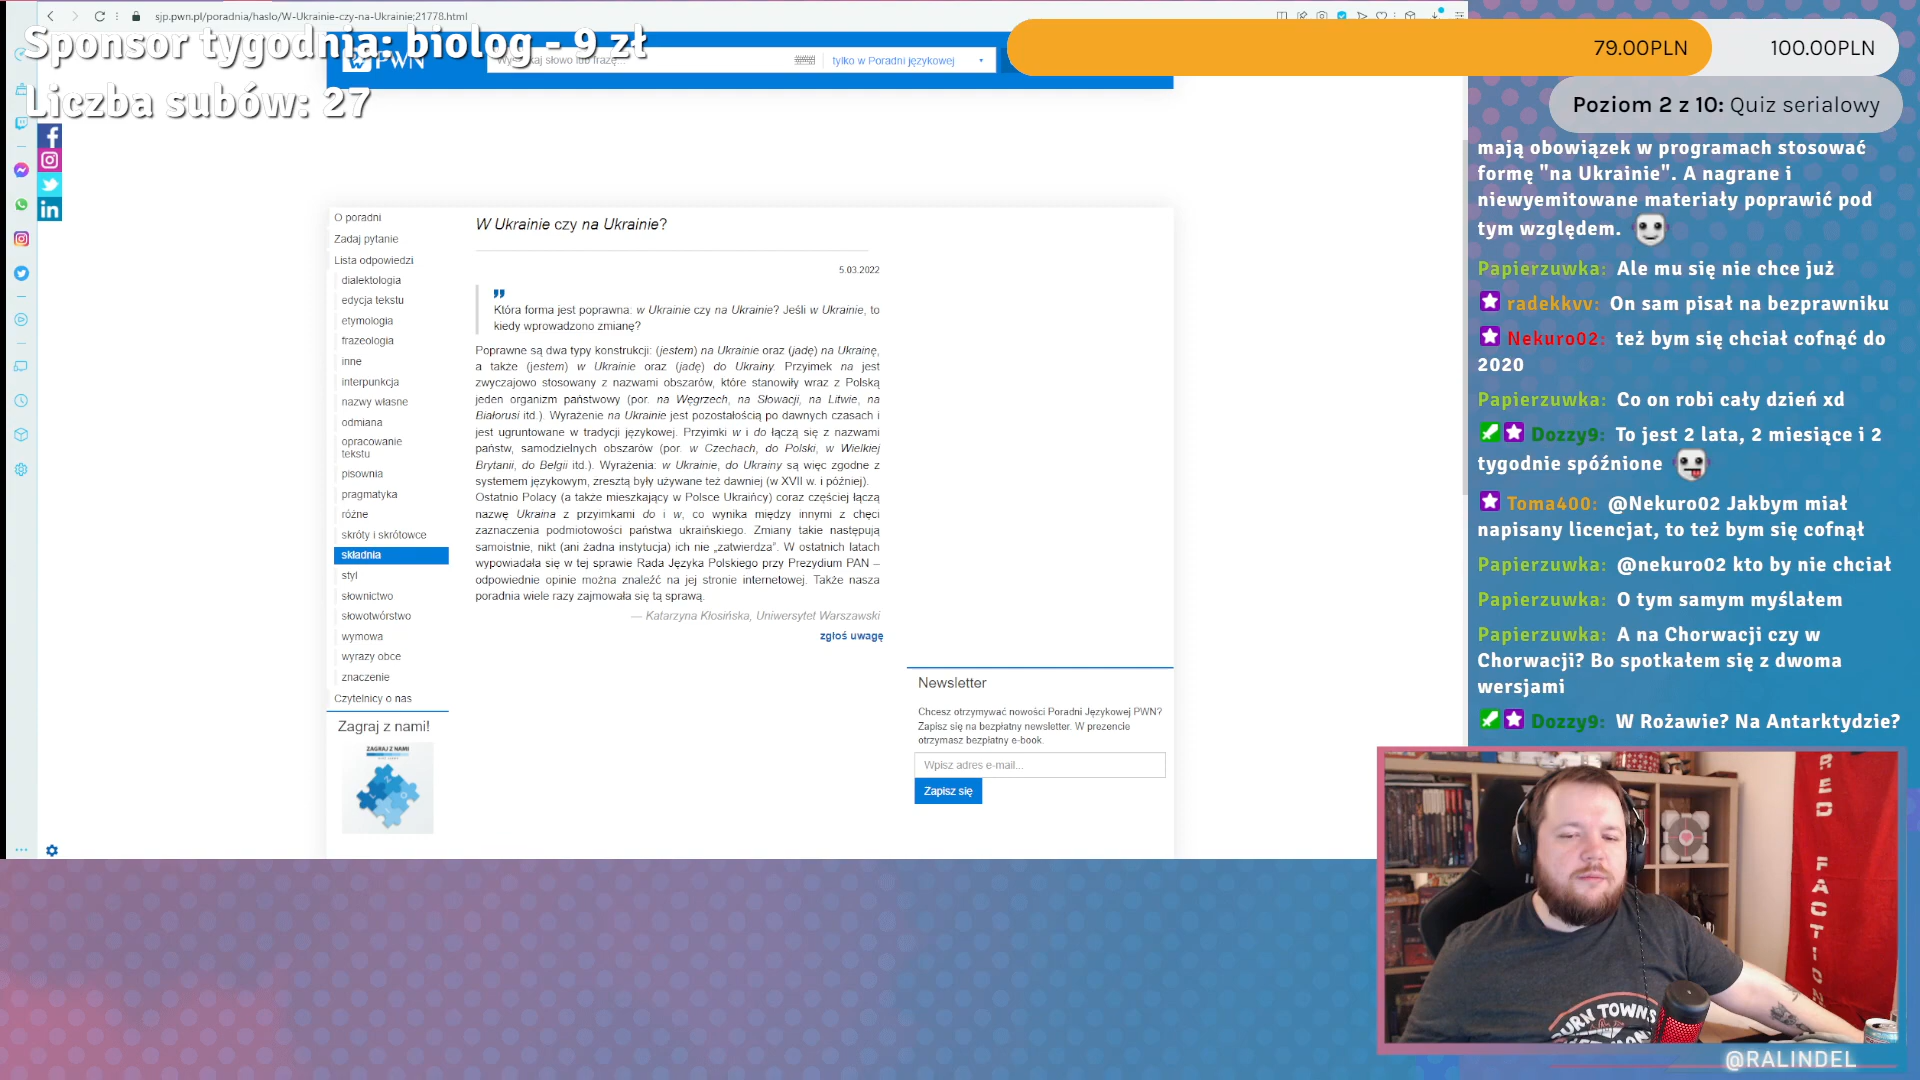 sjp.pwn.pl/poradnia/haslo/W-Ukrainie-czy-na-Ukrainie;21778.html
Sponsor tygodnia: biolog - 9 zł
Liczba subów: 27
PWN
tylko w Poradni językowej
79.00PLN
100.00PLN
Poziom 2 z 10: Quiz serialowy
O poradni
Zadaj pytanie
Lista odpowiedzi
dialektologia
edycja tekstu
etymologia
frazeologia
inne
interpunkcja
nazwy własne
odmiana
opracowanie
tekstu
pisownia
pragmatyka
różne
skróty i skrótowce
składnia
styl
słownictwo
słowotwórstwo
wymowa
wyrazy obce
znaczenie
Czytelnicy o nas
Zagraj z nami!
ZAGRAJ Z NAMI
W Ukrainie czy na Ukrainie?
5.03.2022
Która forma jest poprawna: w Ukrainie czy na Ukrainie? Jeśli w Ukrainie, to
kiedy wprowadzono zmianę?
Poprawne są dwa typy konstrukcji: (jestem) na Ukrainie oraz (jadę) na Ukrainę,
a także (jestem) w Ukrainie oraz (jadę) do Ukrainy. Przyimek na jest
zwyczajowo stosowany z nazwami obszarów, które stanowiły wraz z Polską
jeden organizm państwowy (por. na Węgrzech, na Słowacji, na Litwie, na
Białorusi itd.). Wyrażenie na Ukrainie jest pozostałością po dawnych czasach i
jest ugruntowane w tradycji językowej. Przyimki w i do łączą się z nazwami
państw, samodzielnych obszarów (por. w Czechach, do Polski, w Wielkiej
Brytanii, do Belgii itd.). Wyrażenia: w Ukrainie, do Ukrainy są więc zgodne z
systemem językowym, zresztą były używane też dawniej (w XVII w. i później).
Ostatnio Polacy (a także mieszkający w Polsce Ukraińcy) coraz częściej łączą
nazwę Ukraina z przyimkami do i w, co wynika między innymi z chęci
zaznaczenia podmiotowości państwa ukraińskiego. Zmiany takie następują
samoistnie, nikt (ani żadna instytucja) ich nie „zatwierdza”. W ostatnich latach
wypowiadała się w tej sprawie Rada Języka Polskiego przy Prezydium PAN –
odpowiednie opinie można znaleźć na jej stronie internetowej. Także nasza
poradnia wiele razy zajmowała się tą sprawą.
— Katarzyna Kłosińska, Uniwersytet Warszawski
zgłoś uwagę
Newsletter
Chcesz otrzymywać nowości Poradni Językowej PWN?
Zapisz się na bezpłatny newsletter. W prezencie
otrzymasz bezpłatny e-book.
Wpisz adres e-mail...
Zapisz się
mają obowiązek w programach stosować
formę "na Ukrainie". A nagrane i
niewyemitowane materiały poprawić pod
tym względem.
Papierzuwka: Ale mu się nie chce już
radekkvv: On sam pisał na bezprawniku
Nekuro02: też bym się chciał cofnąć do
2020
Papierzuwka: Co on robi cały dzień xd
Dozzy9: To jest 2 lata, 2 miesiące i 2
tygodnie spóźnione
Toma400: @Nekuro02 Jakbym miał
napisany licencjat, to też bym się cofnął
Papierzuwka: @nekuro02 kto by nie chciał
Papierzuwka: O tym samym myślałem
Papierzuwka: A na Chorwacji czy w
Chorwacji? Bo spotkałem się z dwoma
wersjami
Dozzy9: W Rożawie? Na Antarktydzie?
RED FACTION
BURN TOWNS
@RALINDEL